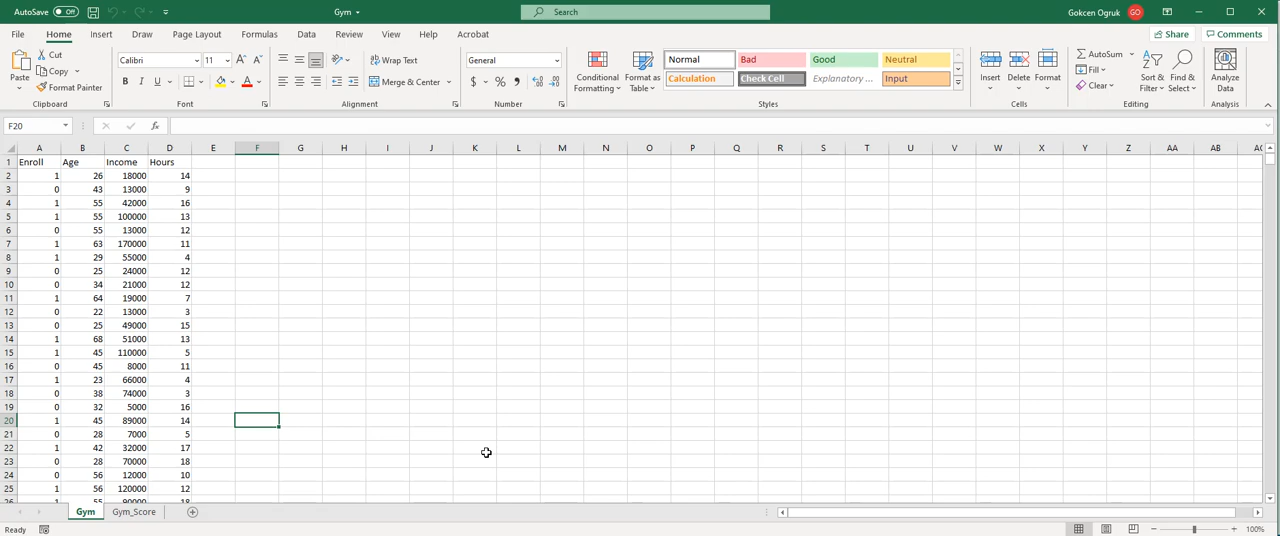 AutoSave Off Gym Search Gokcen Ogruk GO
File Home Insert Draw Page Layout Formulas Data Review View Help Acrobat Share Comments
Paste Cut Copy Format Painter Clipboard
Calibri 11 A A B I U A Font
Wrap Text Merge & Center Alignment
General $ % Number
Conditional Formatting Format as Table
Normal Bad Good Neutral
Calculation Check Cell Explanatory ... Input
Styles
Insert Delete Format Cells
AutoSum Fill Clear Sort & Filter Find & Select Editing
Analyze Data Analysis
F20 fx
A B C D E F G H I J K L M N O P Q R S T U V W X Y Z AA AB
1 Enroll Age Income Hours
2 1 26 18000 14
3 0 43 13000 9
4 1 55 42000 16
5 1 55 100000 13
6 0 55 13000 12
7 1 63 170000 11
8 1 29 55000 4
9 0 25 24000 12
10 0 34 21000 12
11 1 64 19000 7
12 0 22 13000 3
13 0 25 49000 15
14 1 68 51000 13
15 1 45 110000 5
16 0 45 8000 11
17 1 23 66000 4
18 0 38 74000 3
19 0 32 5000 16
20 1 45 89000 14
21 0 28 7000 5
22 1 42 32000 17
23 0 28 70000 18
24 0 56 12000 10
25 1 56 120000 12
26 1 55 90000 18
Gym Gym_Score
Ready 100%